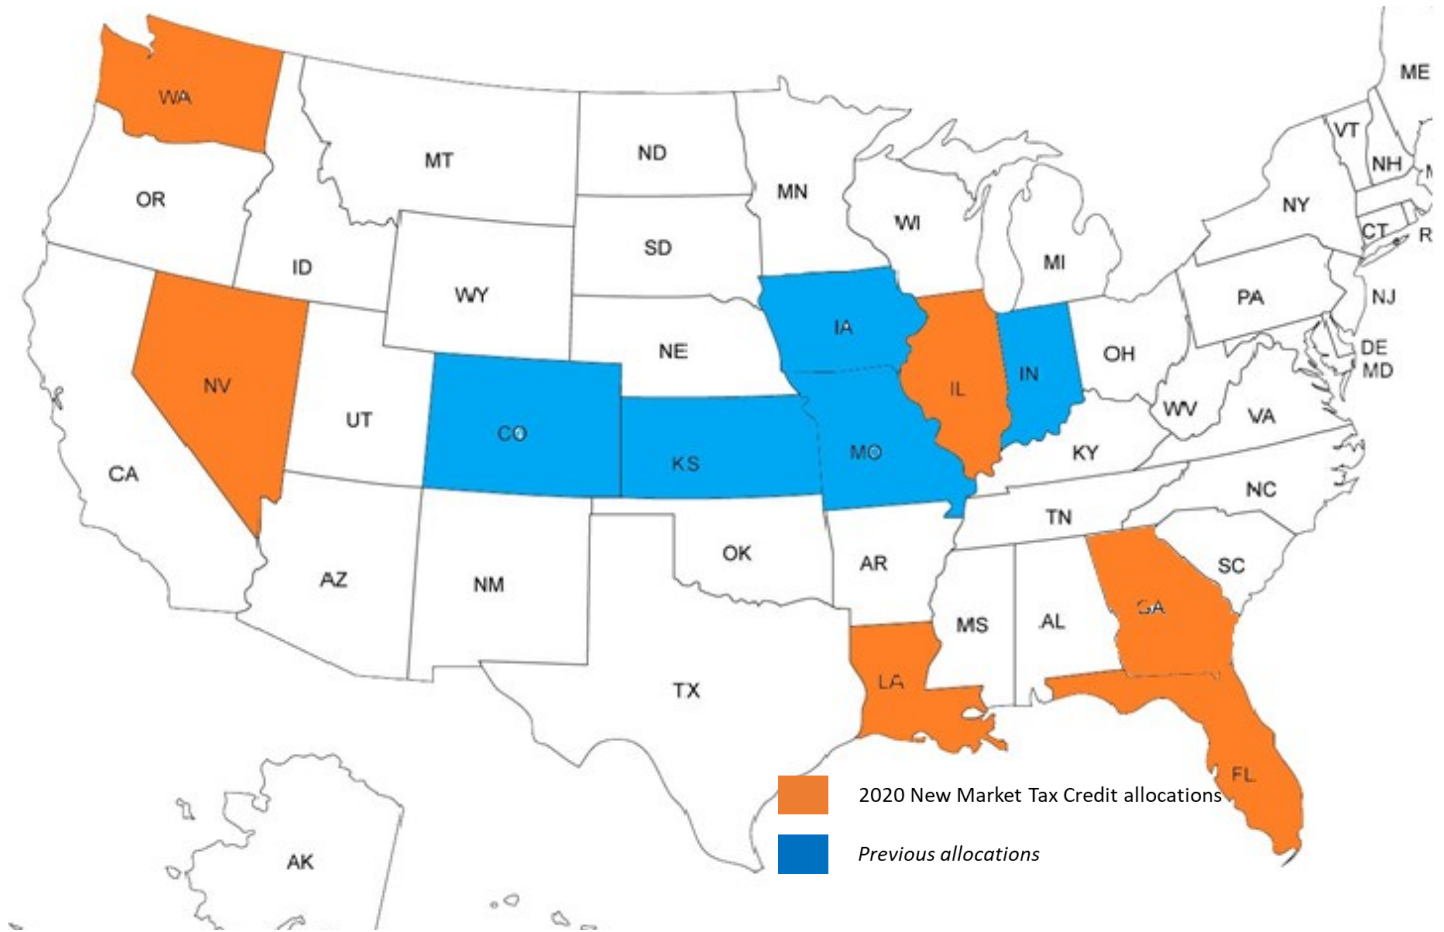 ME
WA
VT
MT
ND
NH
MN
OR
NY
WI
CT
R
SD
MI
ID
WY
PA
NJ
IA
NE
DE
OH
MD
NV
IN
IL
WV
VA
UT
CO
MO
KY
KS
CA
NC
TN
OK
AR
SC
AZ
NM
GA
MS
AL
LA
TX
FL
2020 New Market Tax Credit allocations
Previous allocations
AK